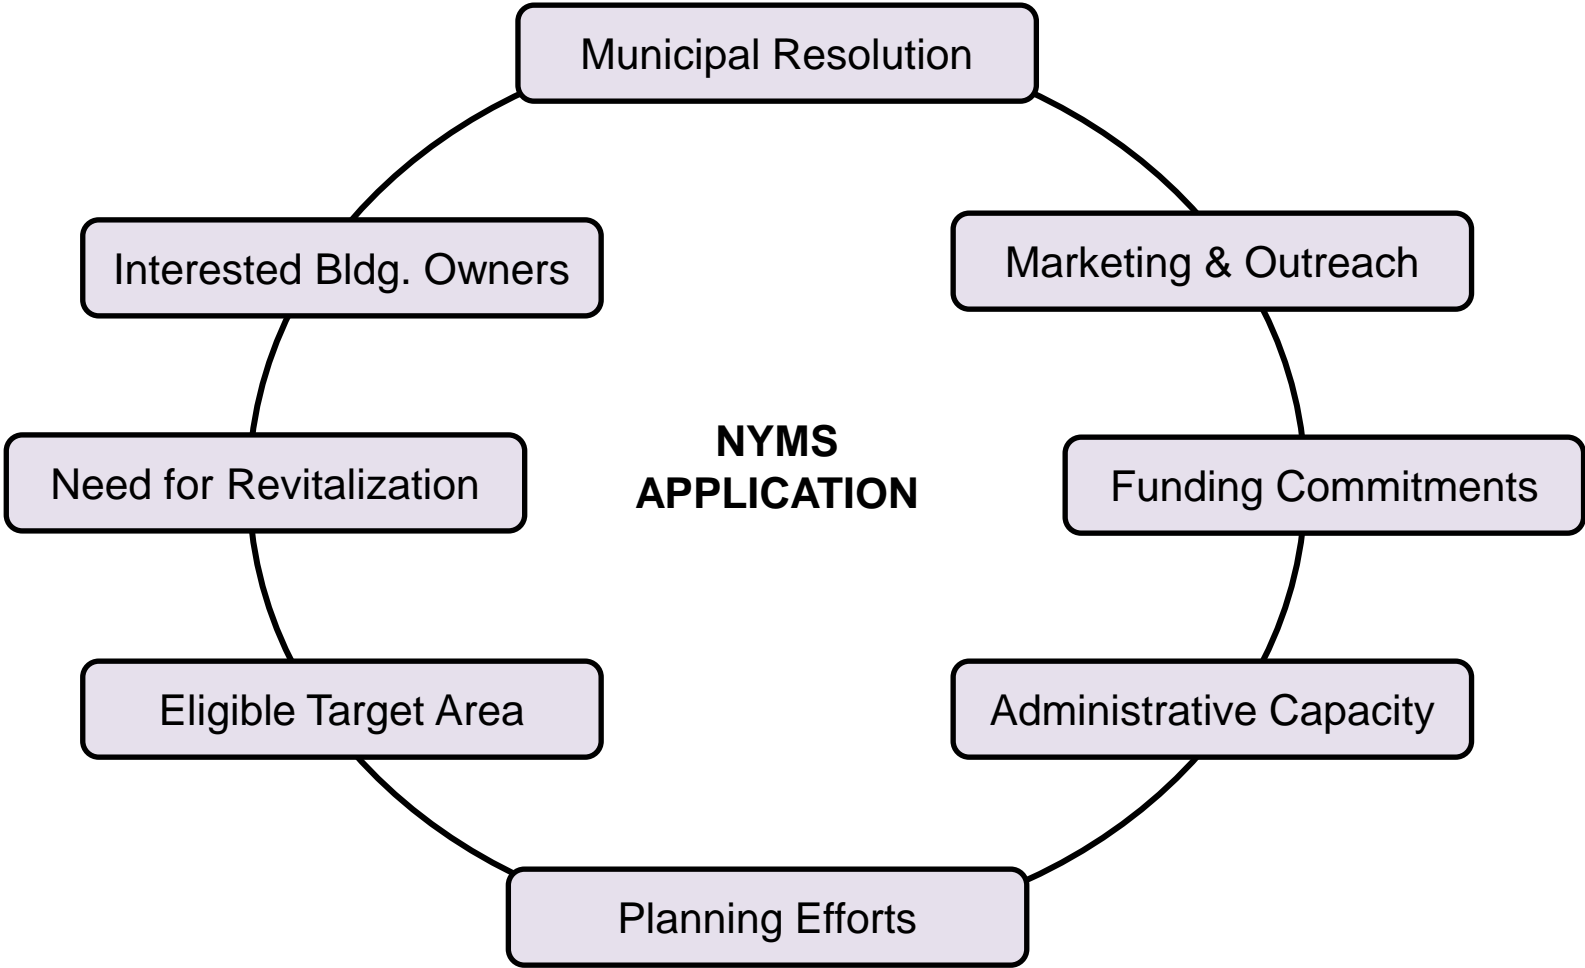 Municipal Resolution
Interested Bldg. Owners
Marketing & Outreach
Need for Revitalization
NYMS
APPLICATION
Funding Commitments
Eligible Target Area
Administrative Capacity
Planning Efforts